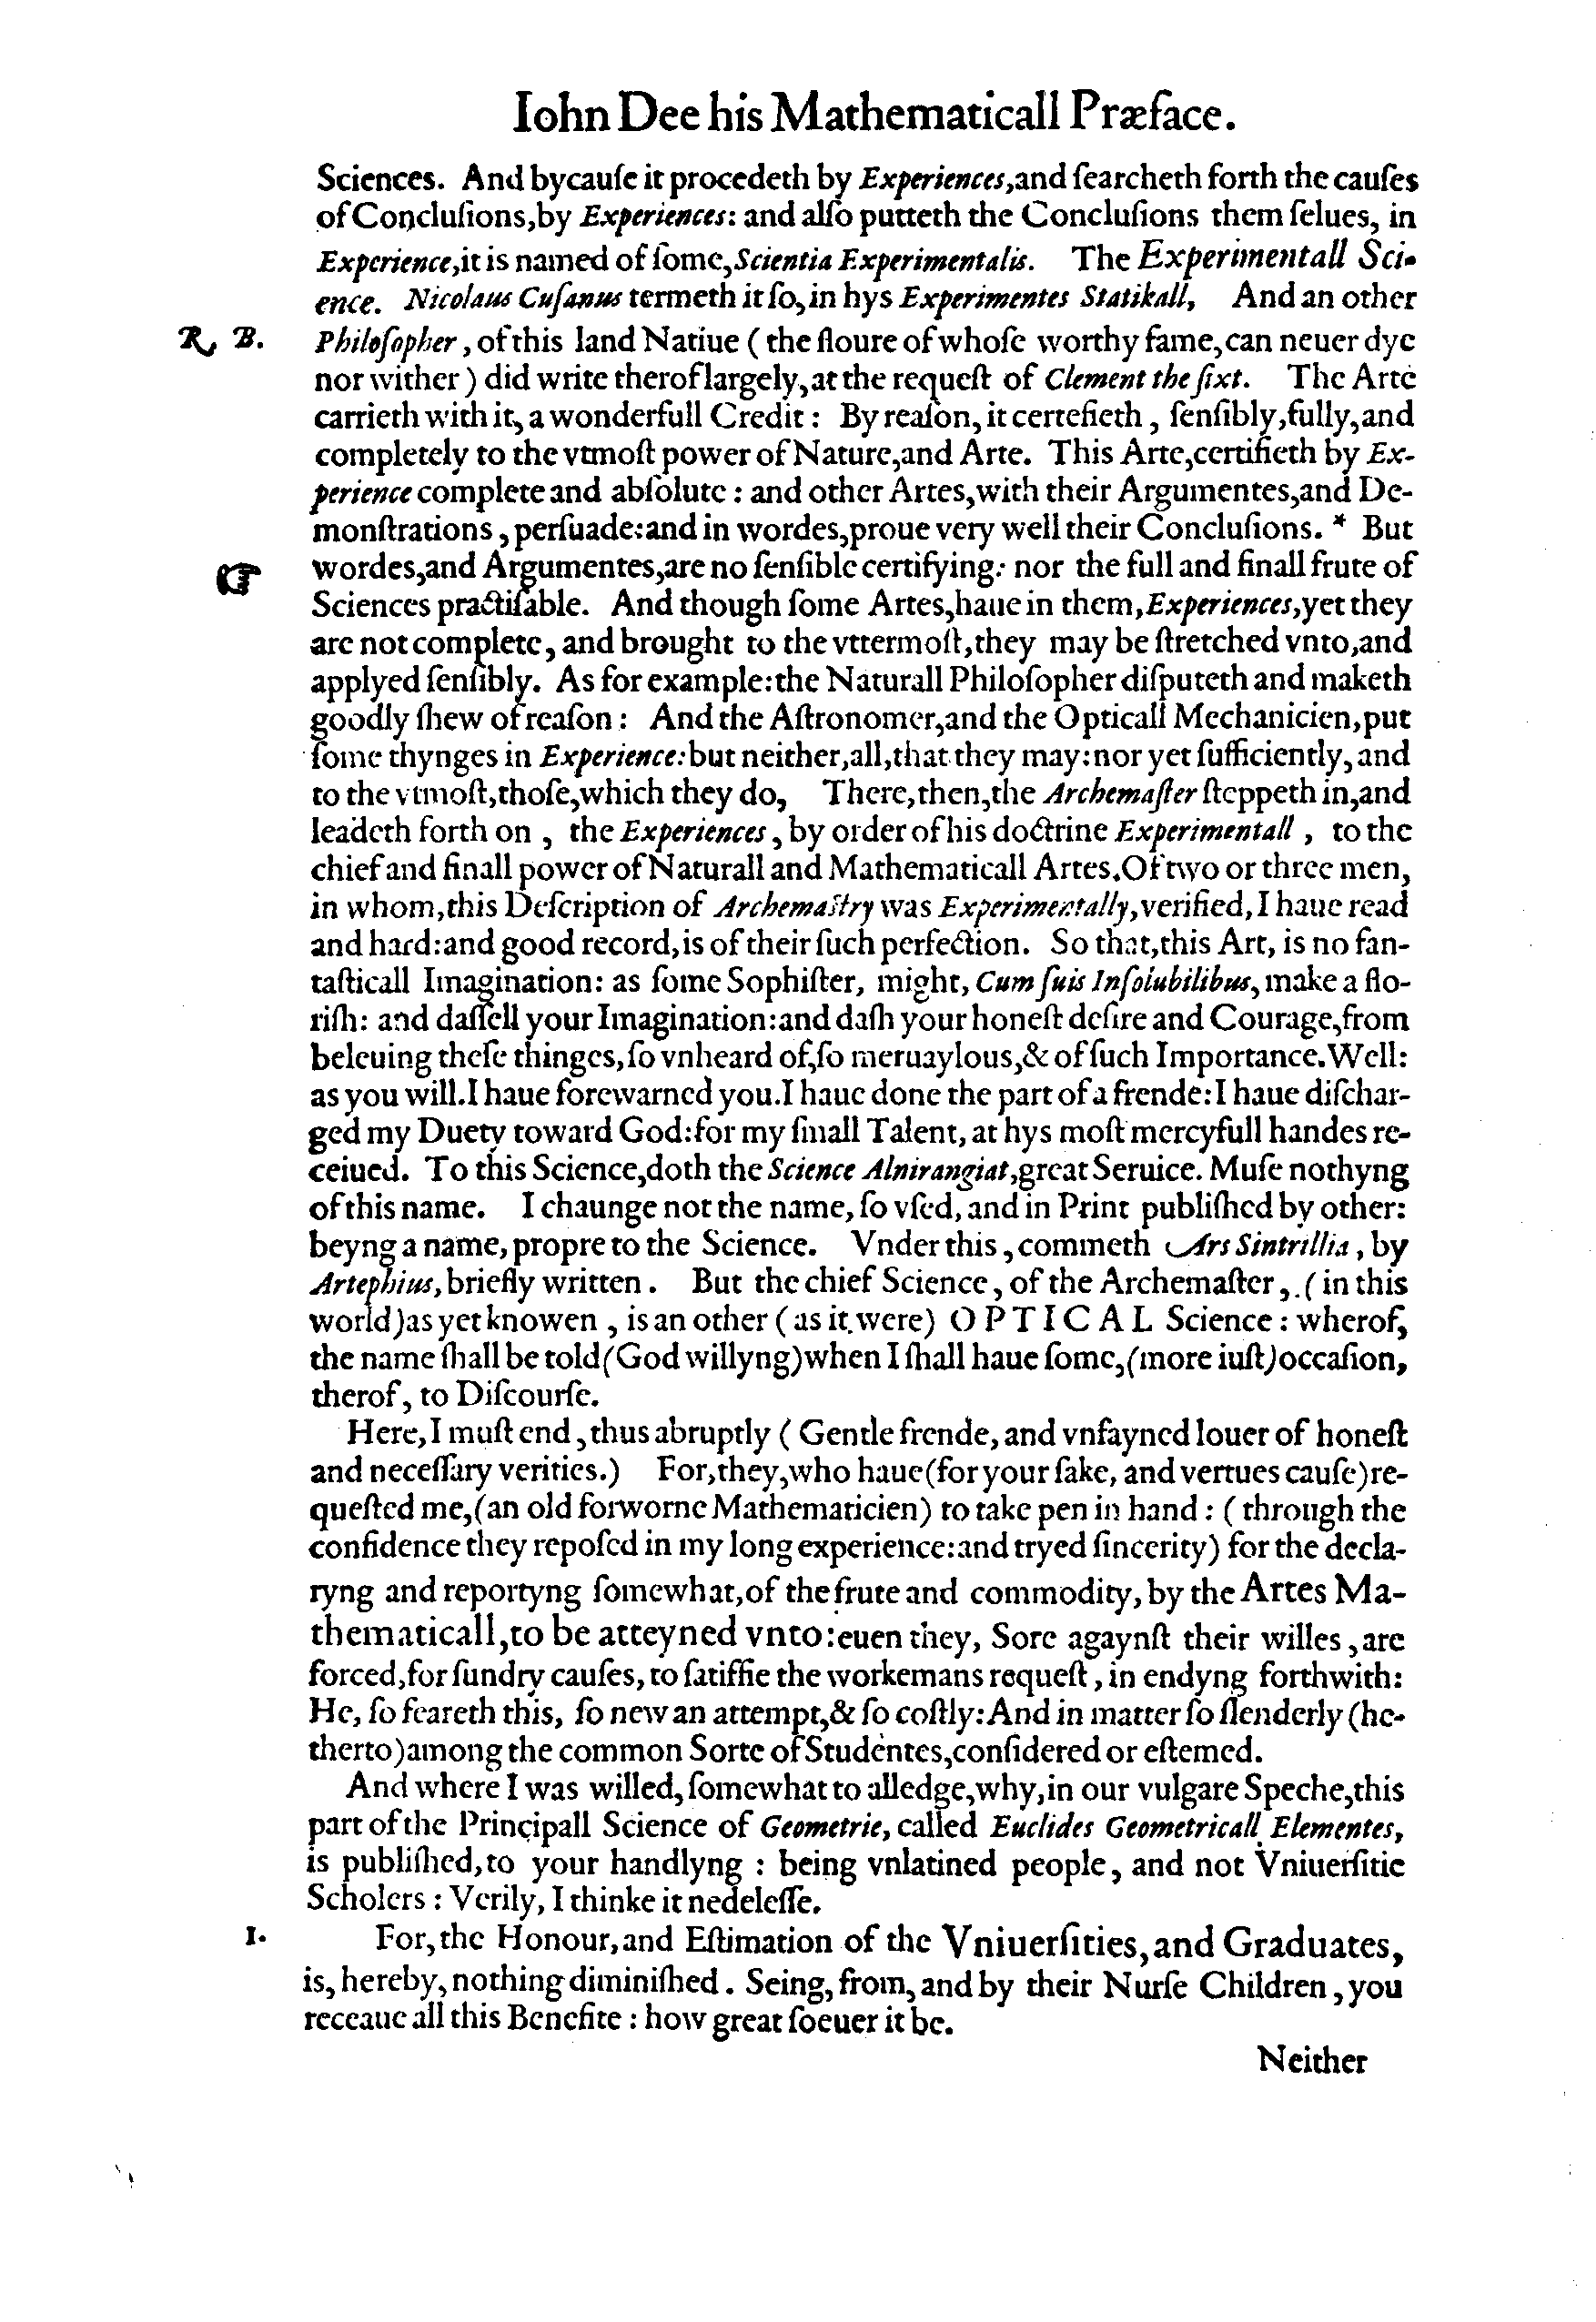 Iohn Dee his Mathematicall Præface.
Sciences. And bycauſe it procedeth by Experiences, and ſearcheth forth the cauſes
of Concluſions, by Experiences: and alſo putteth the Concluſions them ſelues, in
Experience, it is named of ſome, Scientia Experimentalis. The Experimentall Sci-
ence. Nicolaus Cuſanus termeth it ſo, in hys Experimentes Statikall, And an other
R. B. Philoſopher, of this land Natiue (the floure of whoſe worthy fame, can neuer dye
nor wither) did write therof largely, at the requeſt of Clement the ſixt. The Arte
carrieth with it, a wonderfull Credit: By reaſon, it certefieth, ſenſibly, fully, and
completely to the vtmoſt power of Nature, and Arte. This Arte, certifieth by Ex-
perience complete and abſolute: and other Artes, with their Argumentes, and De-
monſtrations, perſuade: and in wordes, proue very well their Concluſions. * But
☞ wordes, and Argumentes, are no ſenſible certifying: nor the full and finall frute of
Sciences practiſable. And though ſome Artes, haue in them, Experiences, yet they
are not complete, and brought to the vttermoſt, they may be ſtretched vnto, and
applyed ſenſibly. As for example: the Naturall Philoſopher diſputeth and maketh
goodly ſhew of reaſon: And the Aſtronomer, and the Opticall Mechanicien, put
ſome thynges in Experience: but neither, all, that they may: nor yet ſufficiently, and
to the vtmoſt, thoſe, which they do, There, then, the Archemaſter ſteppeth in, and
leadeth forth on, the Experiences, by order of his doctrine Experimentall, to the
chief and finall power of Naturall and Mathematicall Artes. Of two or three men,
in whom, this Deſcription of Archemaſtry was Experimentally, verified, I haue read
and hard: and good record, is of their ſuch perfection. So that, this Art, is no fan-
taſticall Imagination: as ſome Sophiſter, might, Cum ſuis Inſolubilibus, make a flo-
riſh: and daſſell your Imagination: and daſh your honeſt deſire and Courage, from
beleuing theſe thinges, ſo vnheard of, ſo meruaylous, & of ſuch Importance. Well:
as you will. I haue forewarned you. I haue done the part of a frende: I haue diſchar-
ged my Duety toward God: for my ſmall Talent, at hys moſt mercyfull handes re-
ceiued. To this Science, doth the Science Alnirangiat, great Seruice. Muſe nothyng
of this name. I chaunge not the name, ſo vſed, and in Print publiſhed by other:
beyng a name, propre to the Science. Vnder this, commeth Ars Sintrillia, by
Artephius, briefly written. But the chief Science, of the Archemaſter, (in this
world) as yet knowen, is an other (as it were) OPTICAL Science: wherof,
the name ſhall be told (God willyng) when I ſhall haue ſome, (more iuſt) occaſion,
therof, to Diſcourſe.
Here, I muſt end, thus abruptly (Gentle frende, and vnfayned louer of honeſt
and neceſſary verities.) For, they, who haue (for your ſake, and vertues cauſe) re-
queſted me, (an old forworne Mathematicien) to take pen in hand: (through the
confidence they repoſed in my long experience: and tryed ſincerity) for the decla-
ryng and reportyng ſomewhat, of the frute and commodity, by the Artes Ma-
thematicall, to be atteyned vnto: euen they, Sore agaynſt their willes, are
forced, for ſundry cauſes, to ſatiſfie the workemans requeſt, in endyng forthwith:
He, ſo feareth this, ſo new an attempt, & ſo coſtly: And in matter ſo ſlenderly (he-
therto) among the common Sorte of Studentes, conſidered or eſtemed.
And where I was willed, ſomewhat to alledge, why, in our vulgare Speche, this
part of the Principall Science of Geometrie, called Euclides Geometricall Elementes,
is publiſhed, to your handlyng: being vnlatined people, and not Vniuerſitie
Scholers: Verily, I thinke it nedeleſſe.
1. For, the Honour, and Eſtimation of the Vniuerſities, and Graduates,
is, hereby, nothing diminiſhed. Seing, from, and by their Nurſe Children, you
receaue all this Benefite: how great ſoeuer it be.
Neither